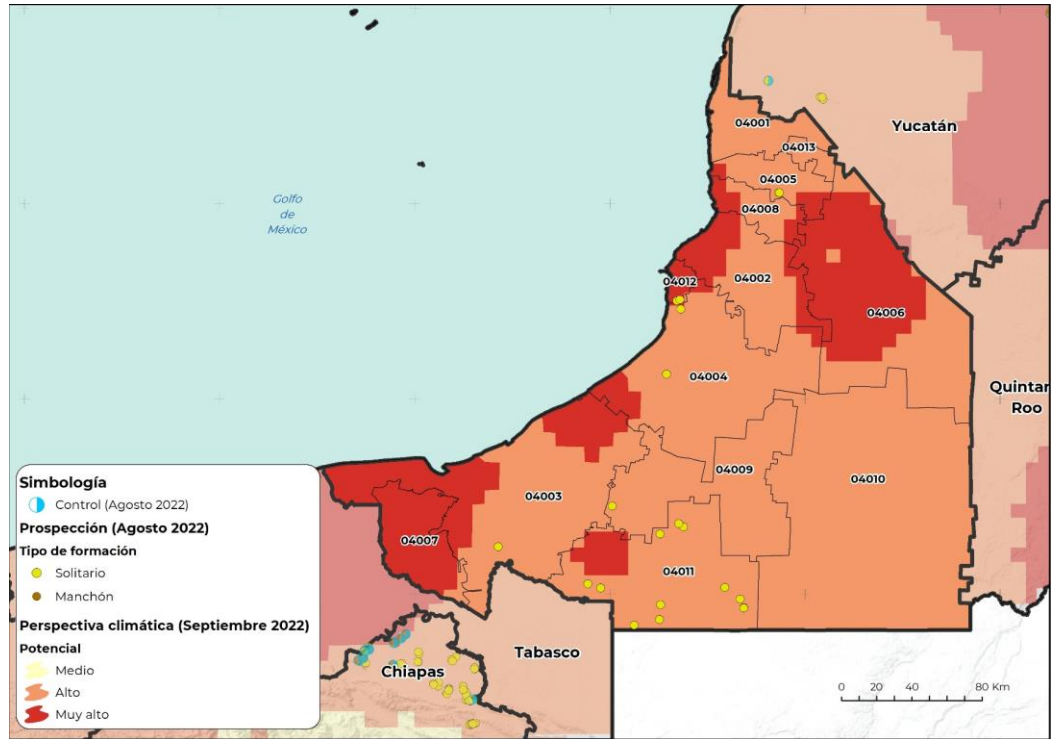 04001
Yucatán
04013
04005
Golfo
de
México
04008
04002
04012
04006
04004
Quintan
Roo
04009
04010
04003
04007
04011
Tabasco
Chiapas
Simbología
Control (Agosto 2022)
Prospección (Agosto 2022)
Tipo de formación
Solitario
Manchón
Perspectiva climática (Septiembre 2022)
Potencial
Medio
Alto
Muy alto
0 20 40 80 Km